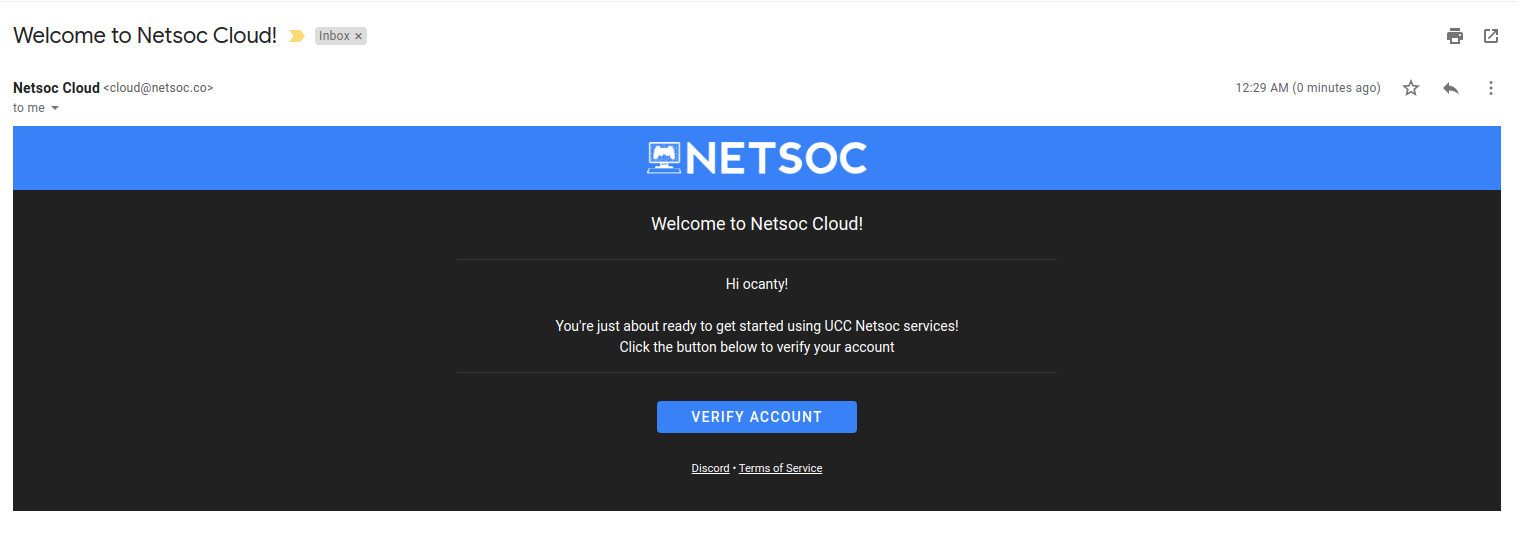 Welcome to Netsoc Cloud! Inbox ×
Netsoc Cloud <cloud@netsoc.co> 12:29 AM (0 minutes ago)
to me
NETSOC
Welcome to Netsoc Cloud!
Hi ocanty!
You're just about ready to get started using UCC Netsoc services!
Click the button below to verify your account
VERIFY ACCOUNT
Discord • Terms of Service